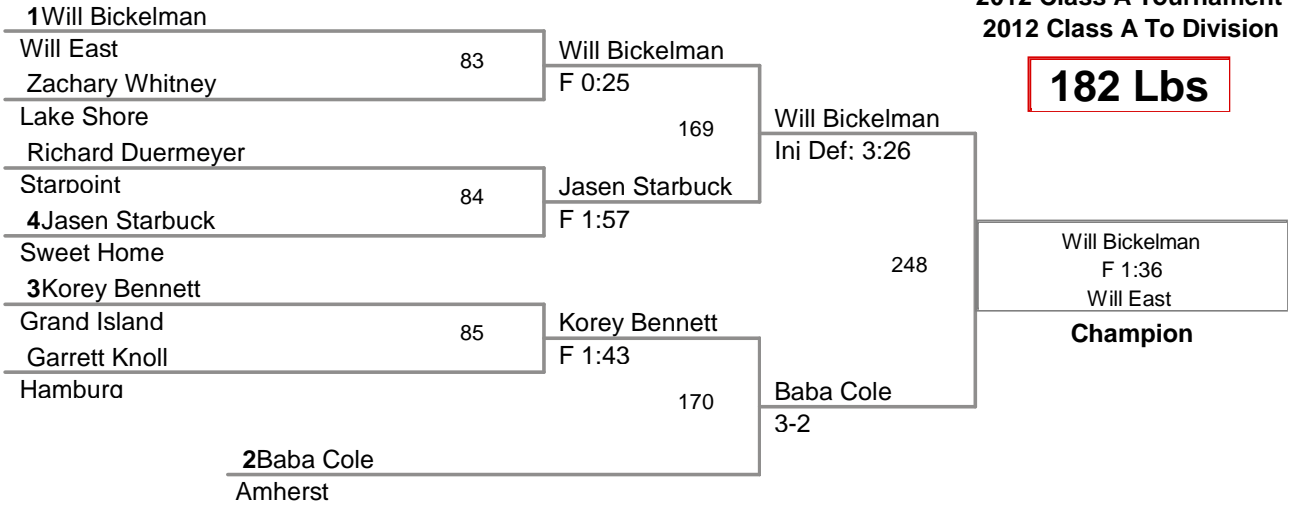 2012 Class A Tournament
2012 Class A To Division
182 Lbs
1Will Bickelman
Will East
83
Zachary Whitney
Lake Shore
Will Bickelman
F 0:25
169
Richard Duermeyer
Starpoint
84
4Jasen Starbuck
Sweet Home
Jasen Starbuck
F 1:57
Will Bickelman
Inj Def: 3:26
248
3Korey Bennett
Grand Island
85
Garrett Knoll
Hamburg
Korey Bennett
F 1:43
170
2Baba Cole
Amherst
Baba Cole
3-2
Will Bickelman
F 1:36
Will East
Champion